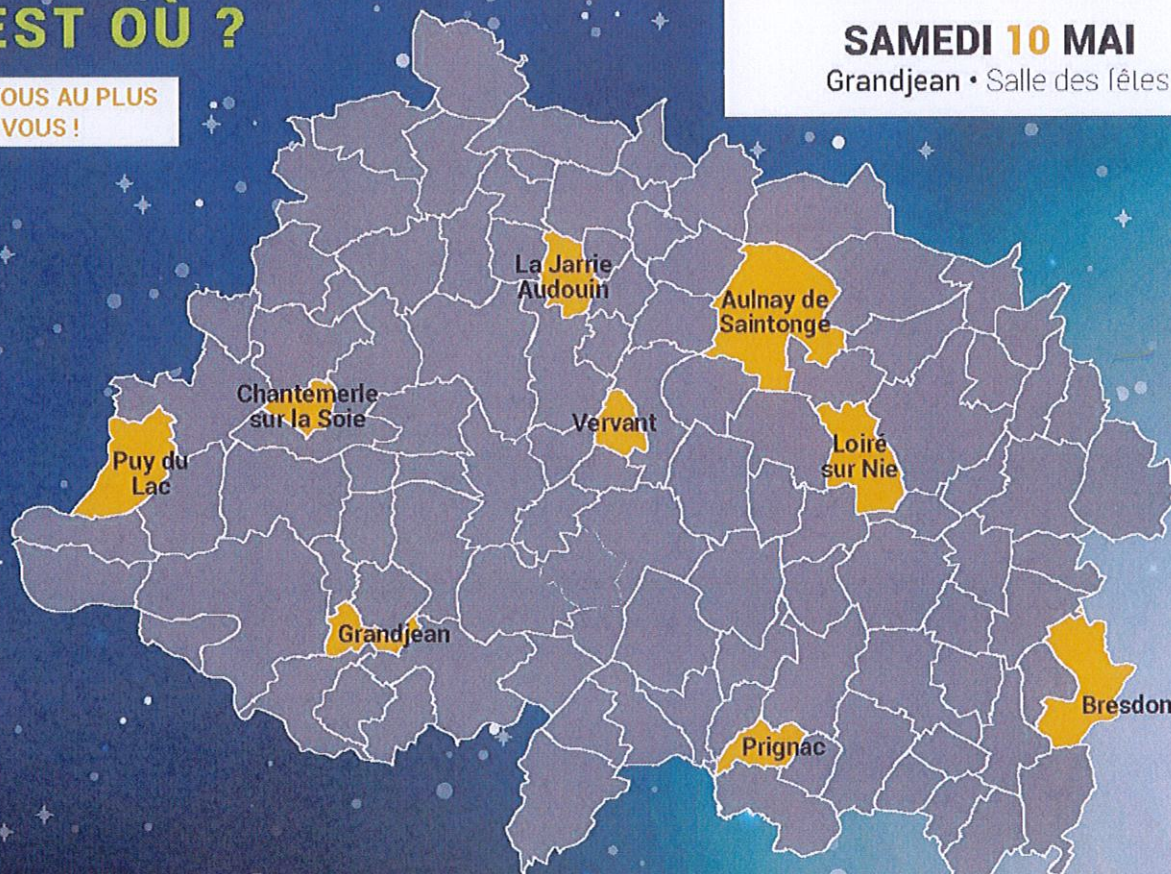 EST OÙ ?
OUS AU PLUS
VOUS !
SAMEDI 10 MAI
Grandjean • Salle des fêtes
La Jarrie
Audouin
Aulnay de
Saintonge
Chantemerle
sur la Soie
Vervant
Loiré
sur Nie
Puy du
Lac
Grandjean
Bresdon
Prignac